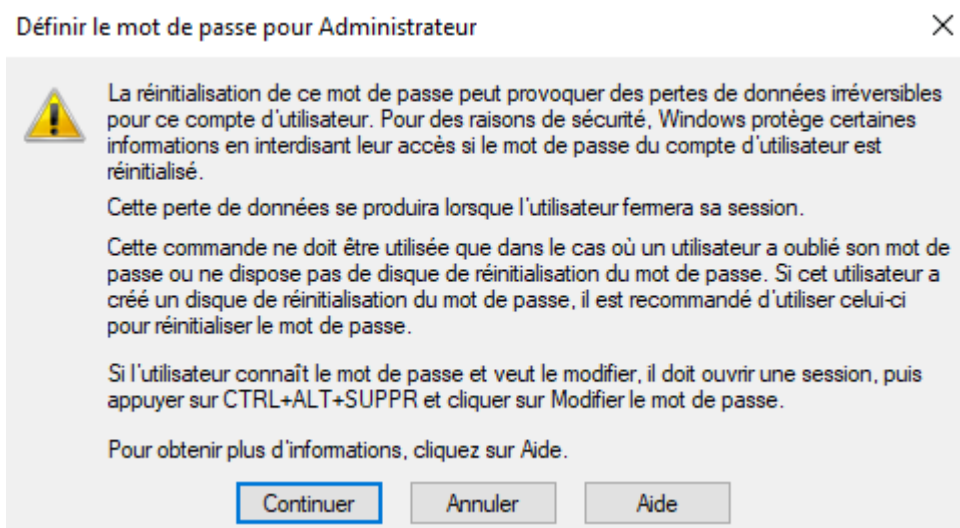 Définir le mot de passe pour Administrateur
La réinitialisation de ce mot de passe peut provoquer des pertes de données irréversibles
pour ce compte d'utilisateur. Pour des raisons de sécurité, Windows protège certaines
informations en interdisant leur accès si le mot de passe du compte d'utilisateur est
réinitialisé.
Cette perte de données se produira lorsque l'utilisateur fermera sa session.
Cette commande ne doit être utilisée que dans le cas où un utilisateur a oublié son mot de
passe ou ne dispose pas de disque de réinitialisation du mot de passe. Si cet utilisateur a
créé un disque de réinitialisation du mot de passe, il est recommandé d'utiliser celui-ci
pour réinitialiser le mot de passe.
Si l'utilisateur connaît le mot de passe et veut le modifier, il doit ouvrir une session, puis
appuyer sur CTRL+ALT+SUPPR et cliquer sur Modifier le mot de passe.
Pour obtenir plus d'informations, cliquez sur Aide.
Continuer Annuler Aide